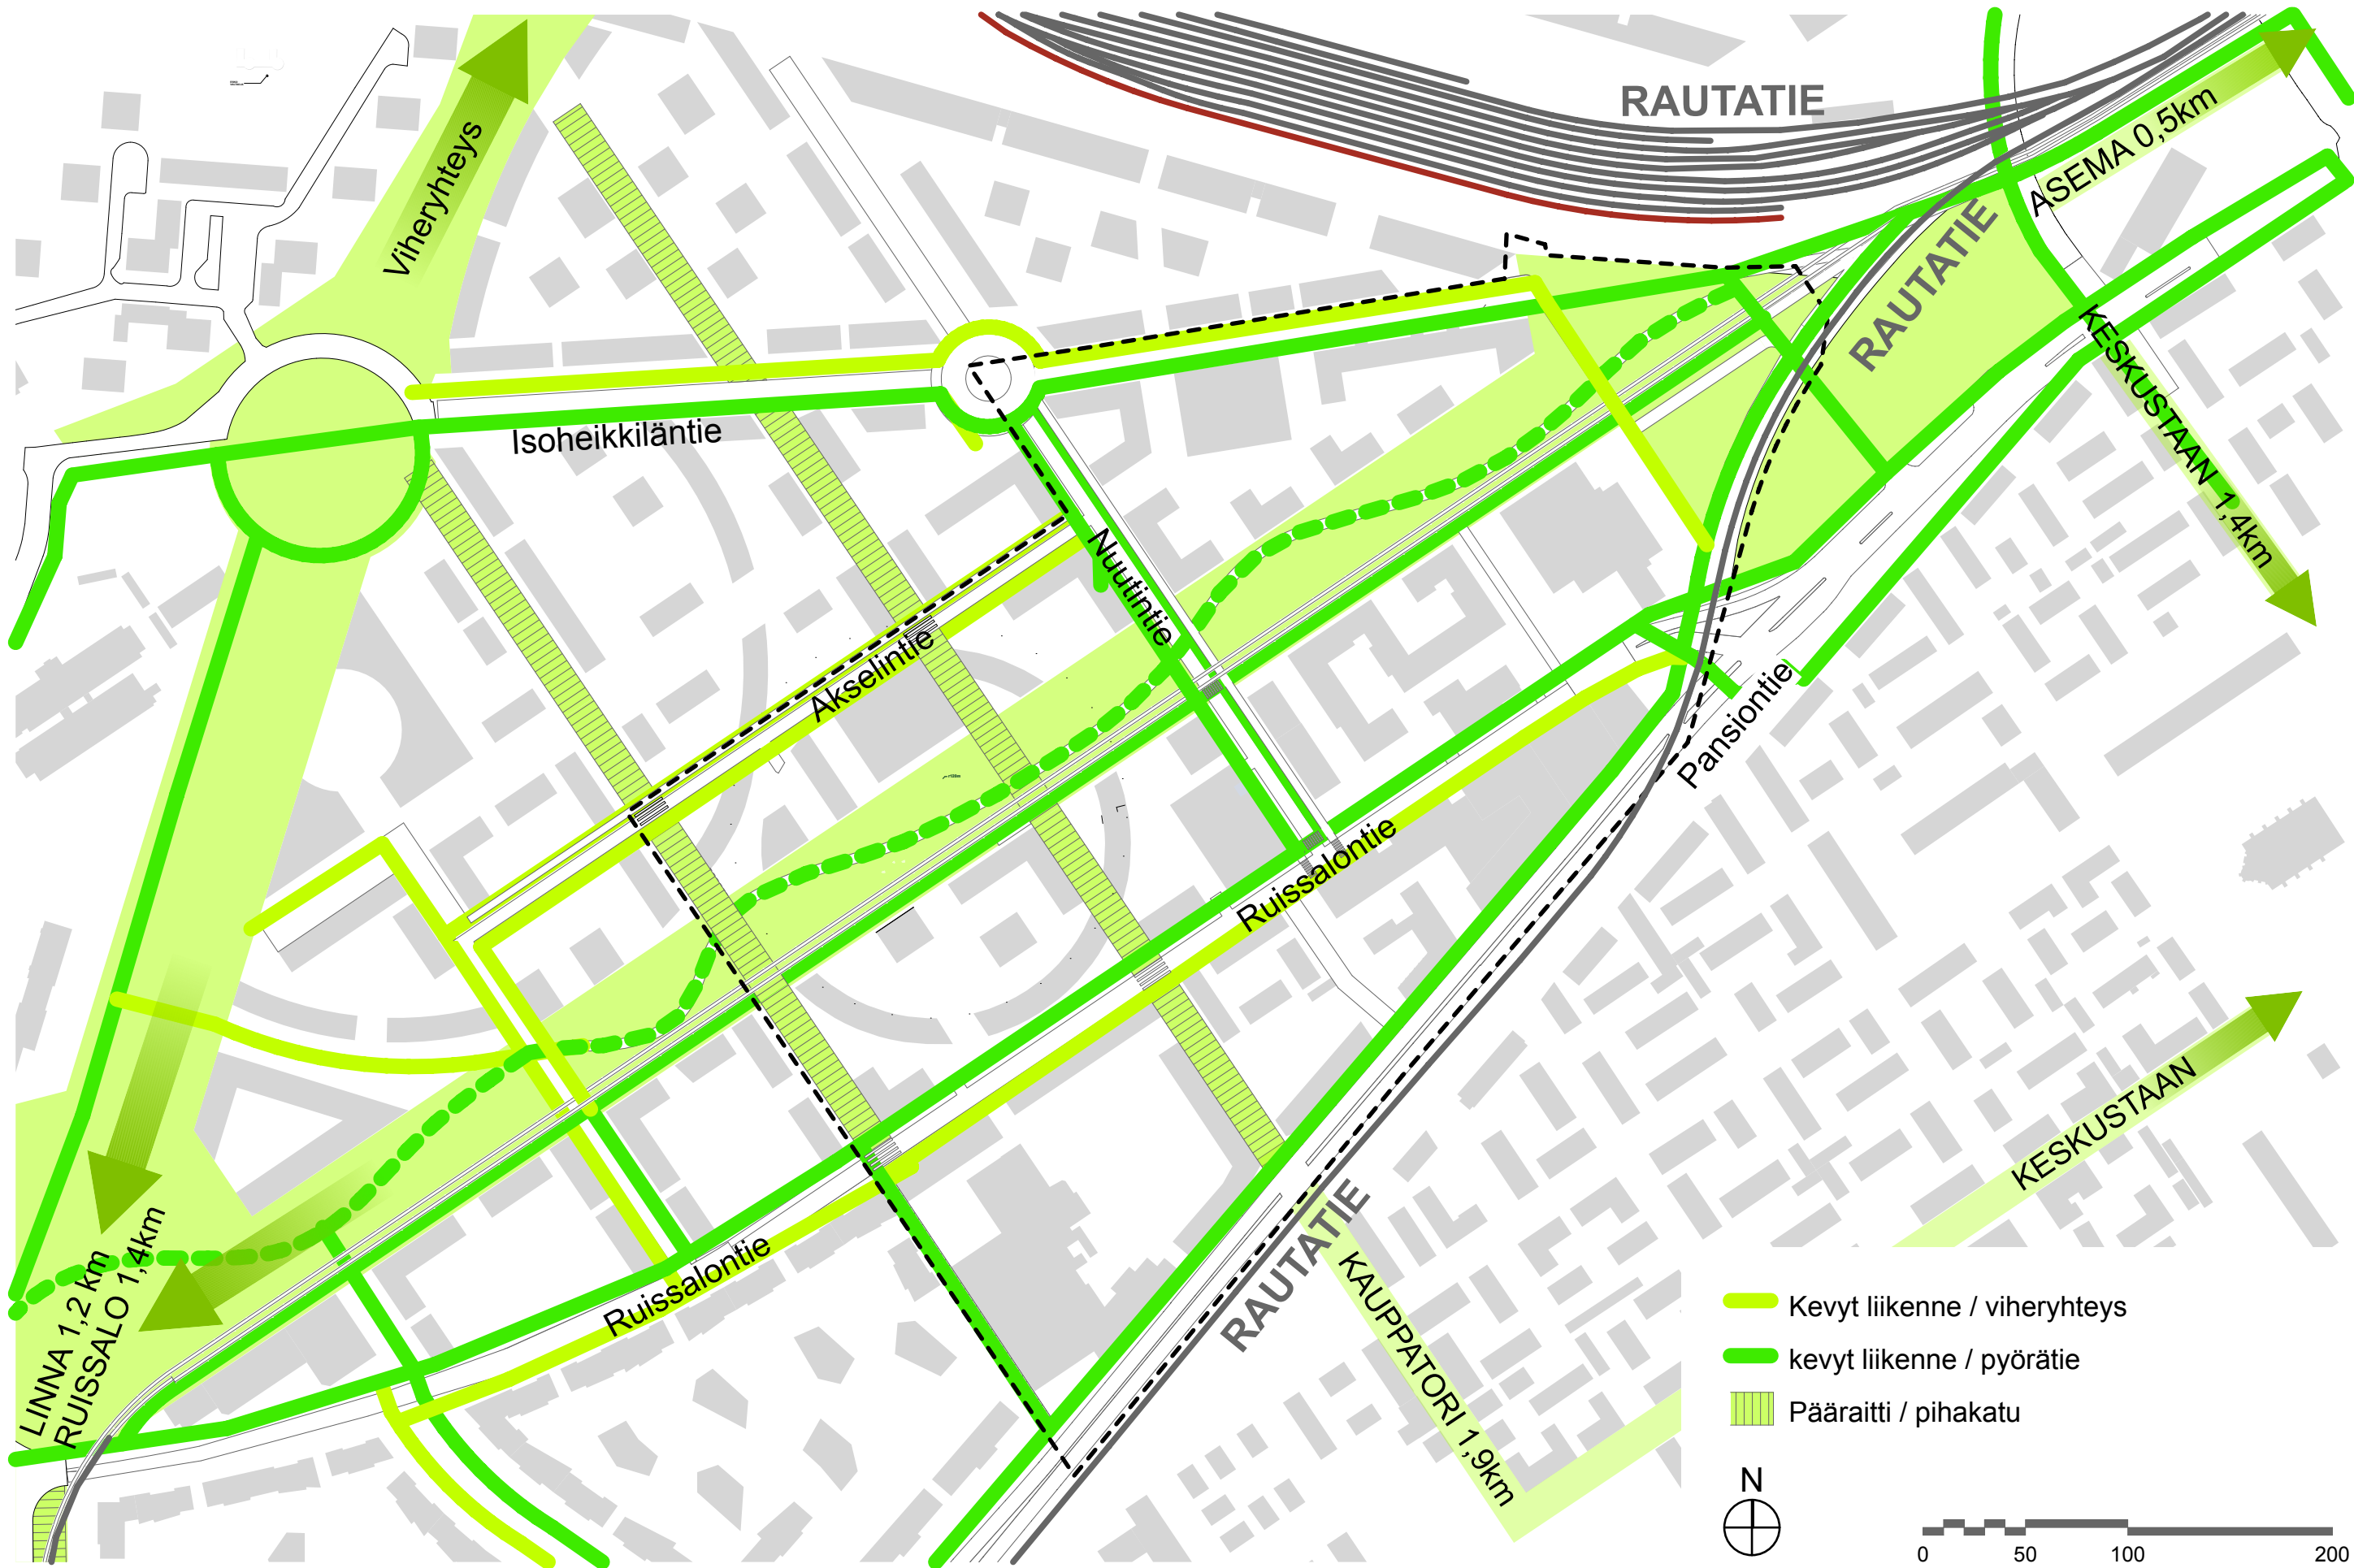 RAUTATIE
ASEMA 0,5km
Viheryhteys
RAUTATIE
KESKUSTAAN 1,4km
Isoheikkiläntie
Nuutintie
Akselintie
Pansiontie
Ruissalontie
KESKUSTAAN
RAUTATIE
LINNA 1,2 km
RUISSALO 1,4km
Ruissalontie
KAUPPATORI 1,9km
Kevyt liikenne / viheryhteys
kevyt liikenne / pyörätie
Pääraitti / pihakatu
N
0 50 100 200